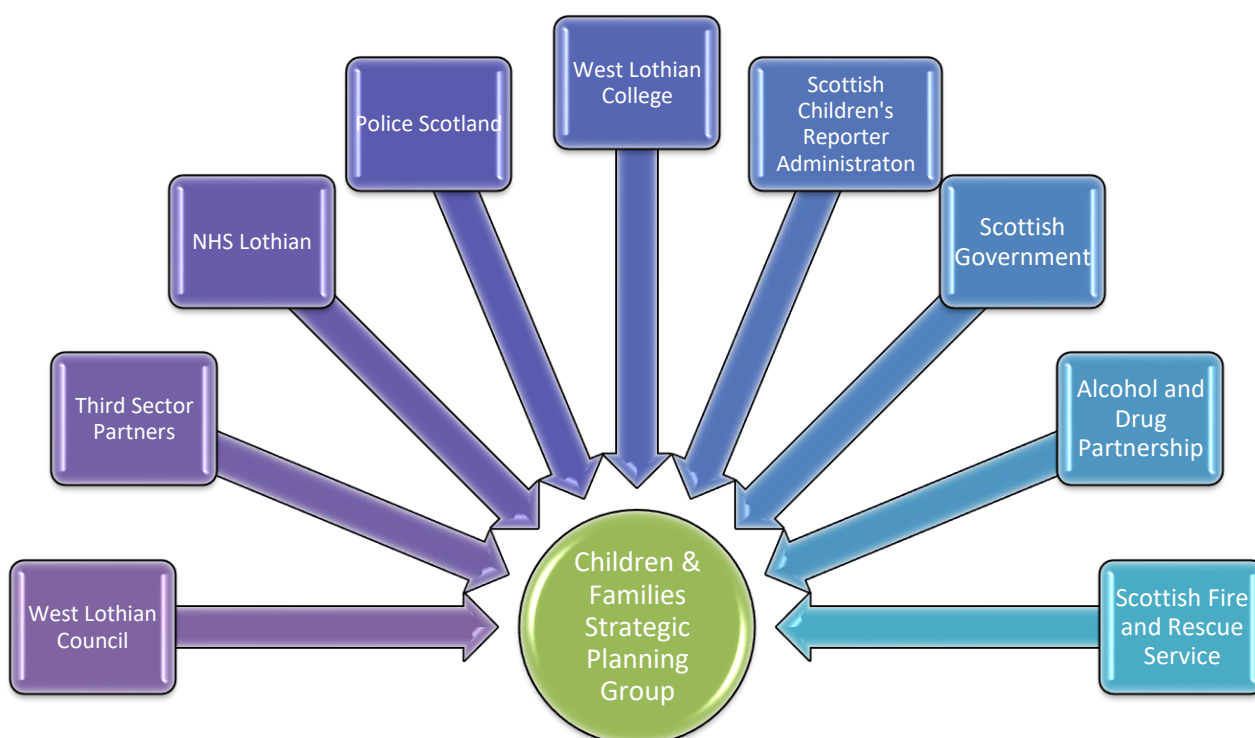 West Lothian
College
Police Scotland
Scottish
Children's
Reporter
Administraton
NHS Lothian
Scottish
Government
Third Sector
Partners
Alcohol and
Drug
Partnership
West Lothian
Council
Children &
Families
Strategic
Planning
Group
Scottish Fire
and Rescue
Service